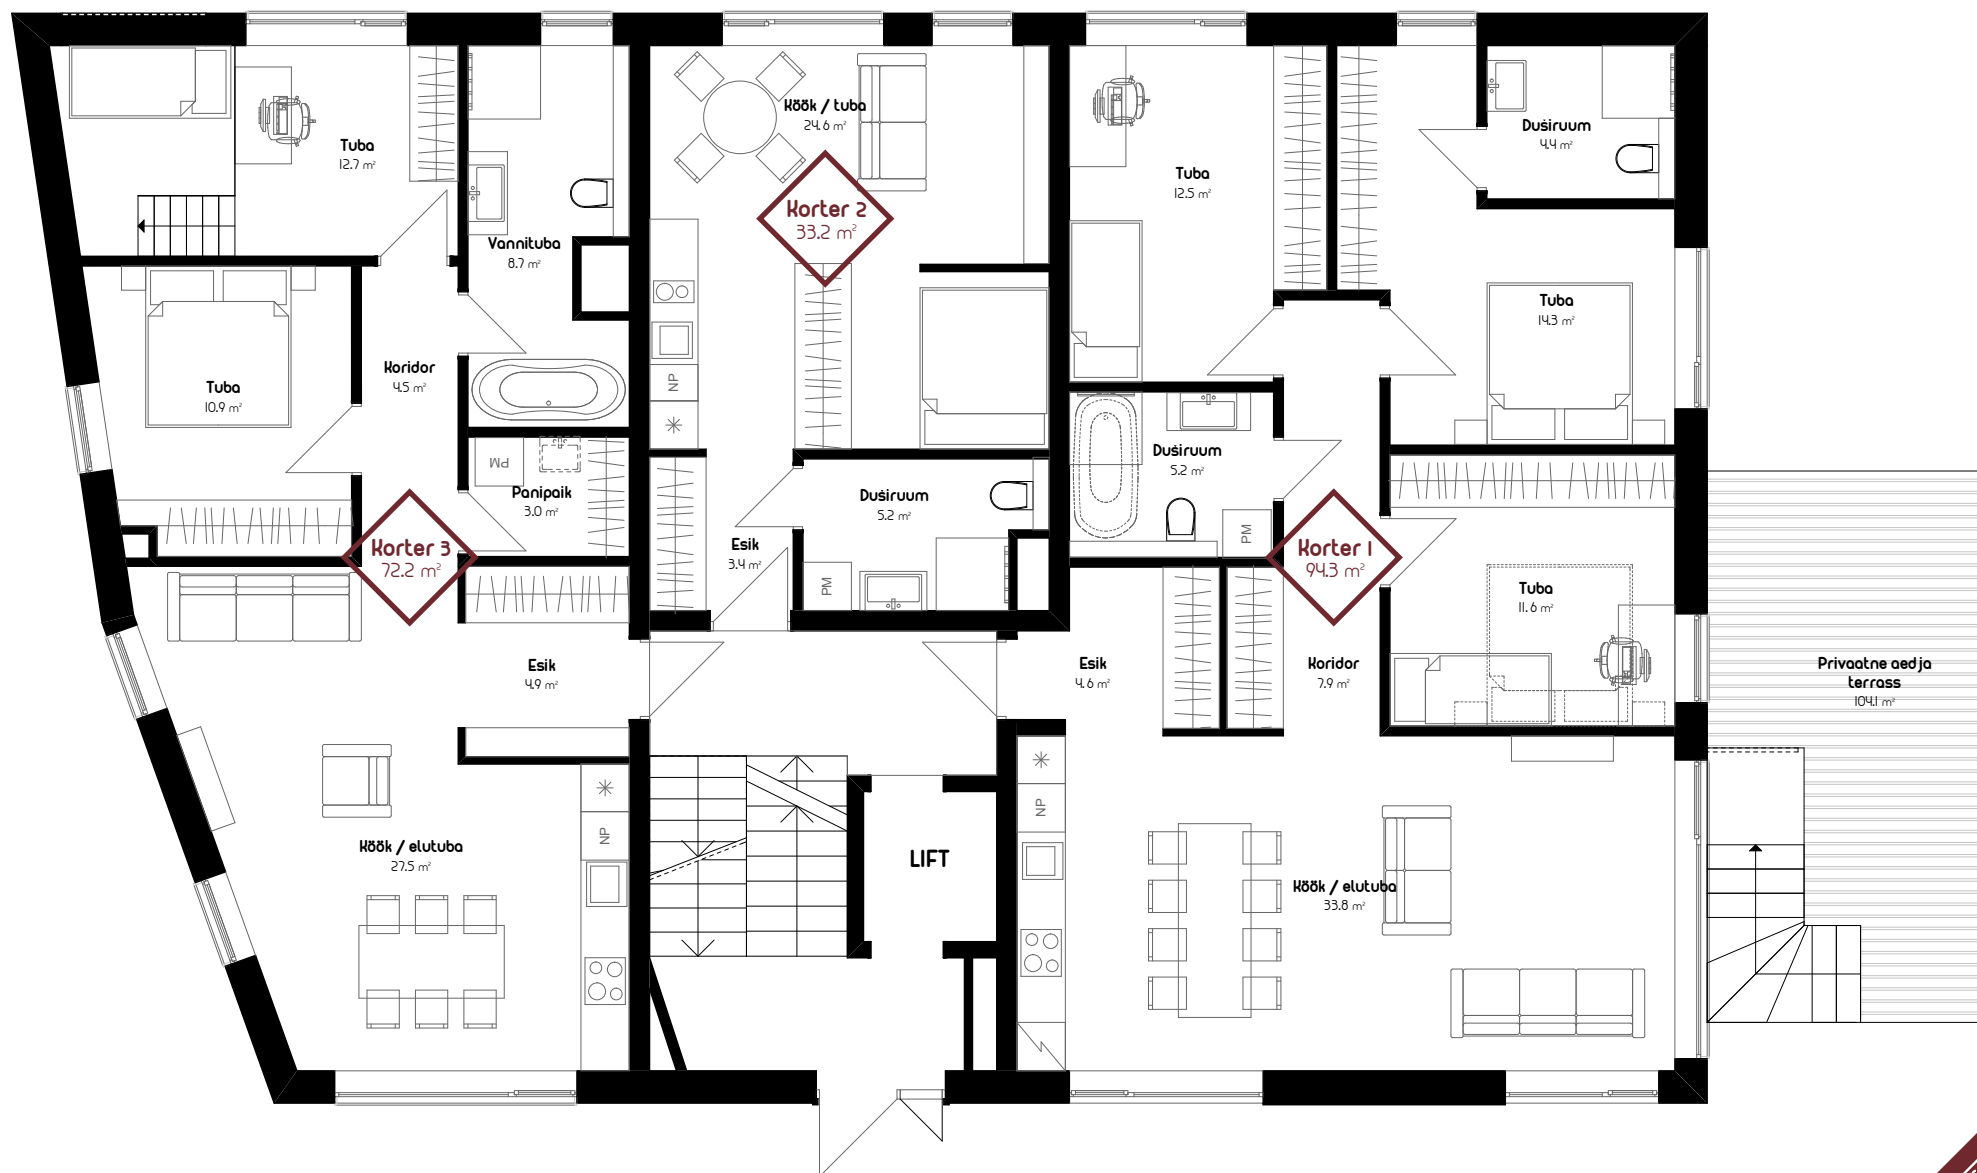 Tuba
12.7 m²
Vannituba
8.7 m²
Köök / tuba
24.6 m²
Korter 2
33.2 m²
Tuba
12.5 m²
Duširuum
4.4 m²
Tuba
14.3 m²
Tuba
10.9 m²
Koridor
4.5 m²
NP
PM
Panipaik
3.0 m²
Duširuum
5.2 m²
Esik
3.4 m²
PM
Duširuum
5.2 m²
PM
Korter 3
72.2 m²
Korter 1
94.3 m²
Tuba
11.6 m²
Esik
4.9 m²
Esik
4.6 m²
Koridor
7.9 m²
Privaatne aed ja
terrass
104.1 m²
Köök / elutuba
27.5 m²
NP
LIFT
NP
Köök / elutuba
33.8 m²